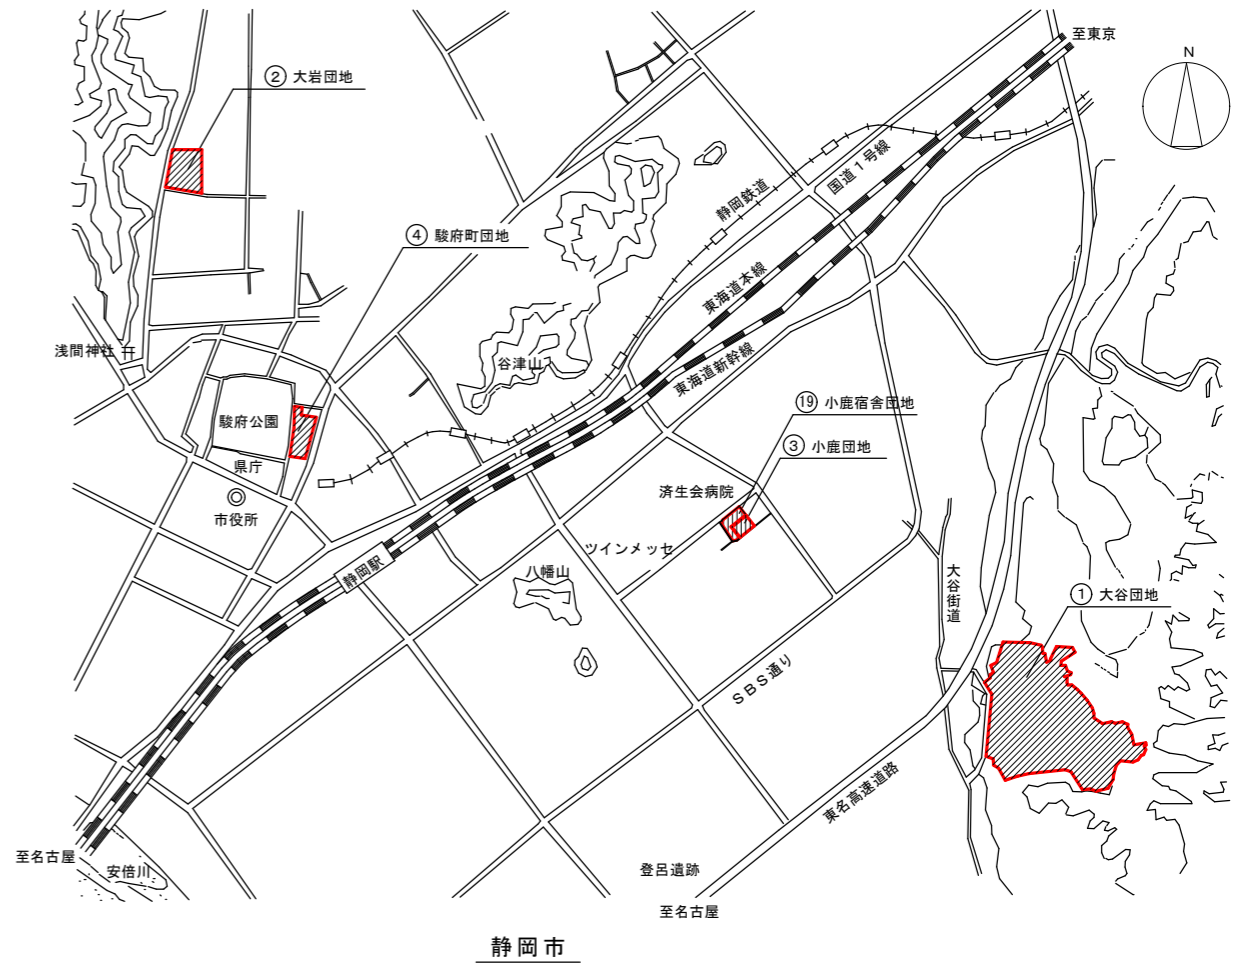 至東京
N
② 大岩団地
国道1号線
静岡鉄道
④ 駿府町団地
東海道本線
浅間神社
谷津山
東海道新幹線
⑲ 小鹿宿舎団地
駿府公園
③ 小鹿団地
県庁
済生会病院
市役所
ツインメッセ
静岡駅
八幡山
大谷街道
① 大谷団地
SBS通り
東名高速道路
至名古屋
安倍川
登呂遺跡
至名古屋
静岡市